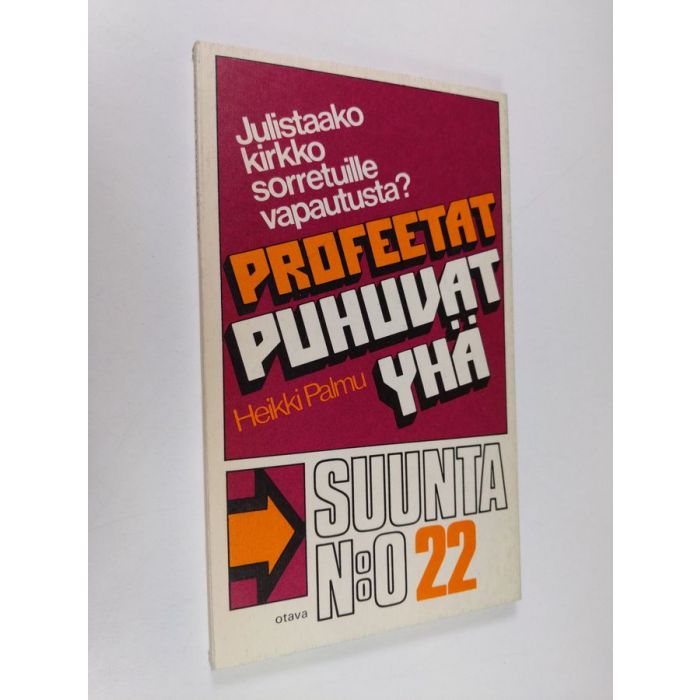 Julistaako
kirkko
sorretuille
vapautusta?
PROFEETAT
PUHUVAT
YHÄ
Heikki Palmu
SUUNTA
N:O 22
otava